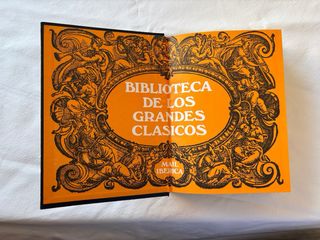 BIBLIOTECA
DE LOS
GRANDES
CLASICOS
MAIL
IBERICA